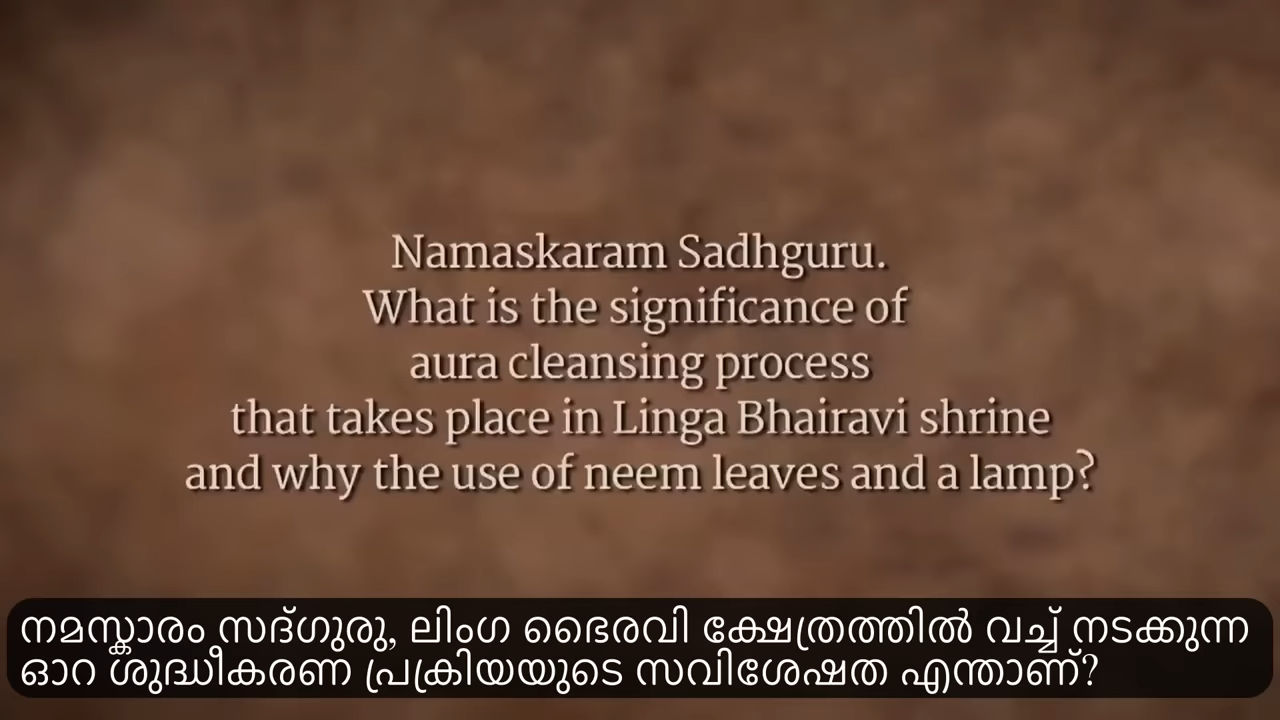 Namaskaram Sadhguru.
What is the significance of
aura cleansing process
that takes place in Linga Bhairavi shrine
and why the use of neem leaves and a lamp?
നമസ്കാരം സദ്ഗുരു, ലിംഗ ഭൈരവി ക്ഷേത്രത്തിൽ വച്ച് നടക്കുന്ന
ഓറ ശുദ്ധീകരണ പ്രക്രിയയുടെ സവിശേഷത എന്താണ്?